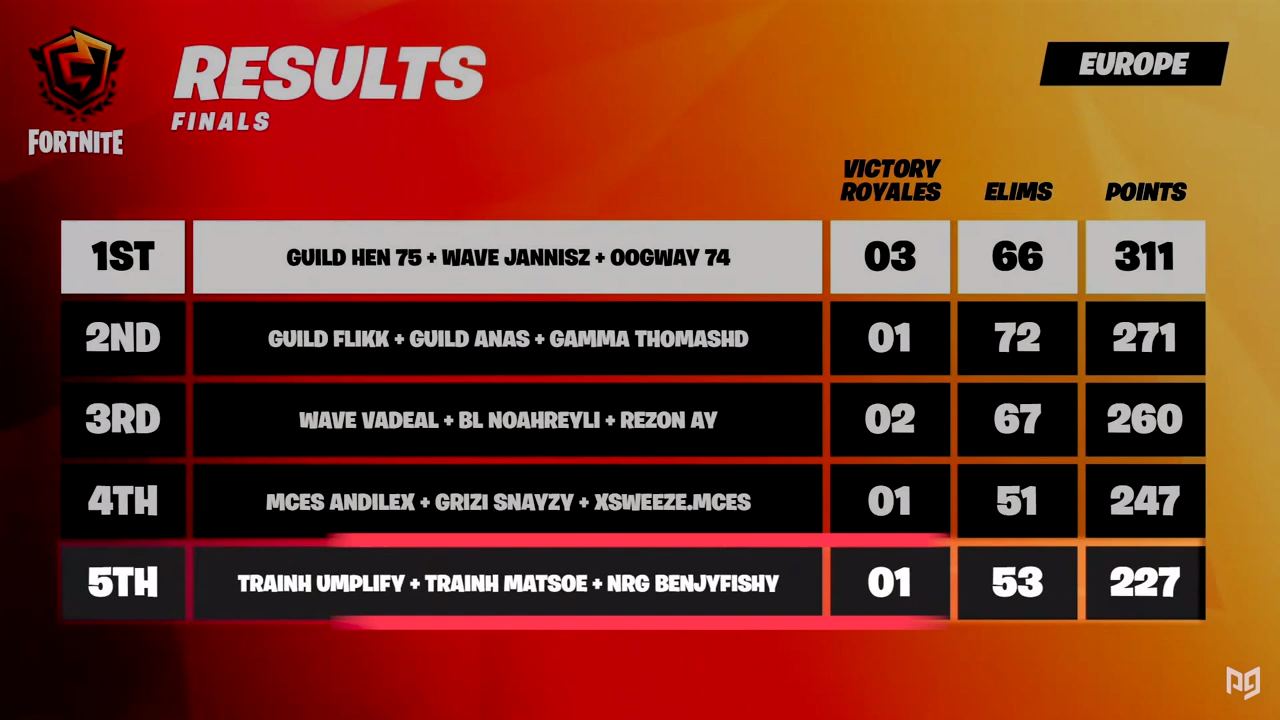 RESULTS
FINALS
FORTNITE
EUROPE
VICTORY
ROYALES
ELIMS
POINTS
1ST GUILD HEN 75 + WAVE JANNISZ + OOGWAY 74 03 66 311
2ND GUILD FLIKK + GUILD ANAS + GAMMA THOMASHD 01 72 271
3RD WAVE VADEAL + BL NOAHREYLI + REZON AY 02 67 260
4TH MCES ANDILEX + GRIZI SNAYZY + XSWEEZE.MCES 01 51 247
5TH TRAINH UMPLIFY + TRAINH MATSOE + NRG BENJYFISHY 01 53 227